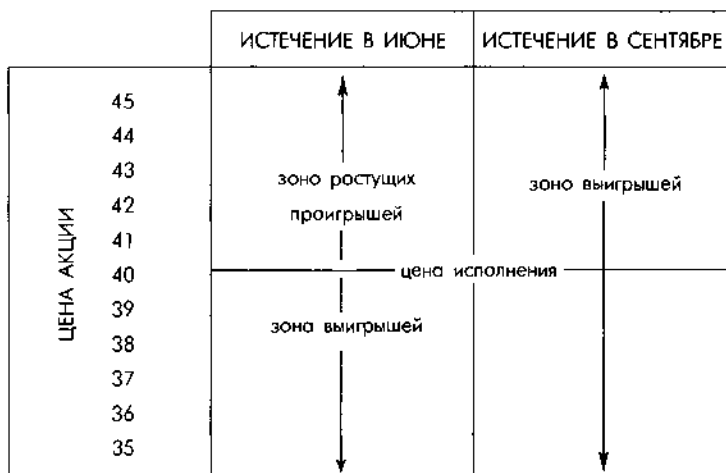 ИСТЕЧЕНИЕ В ИЮНЕ
ИСТЕЧЕНИЕ В СЕНТЯБРЕ
ЦЕНА АКЦИИ
45
44
43
42
41
40
39
38
37
36
35
зоно ростущих
проигрышей
зоно выигрышей
цена исполнения
зона выигрышей